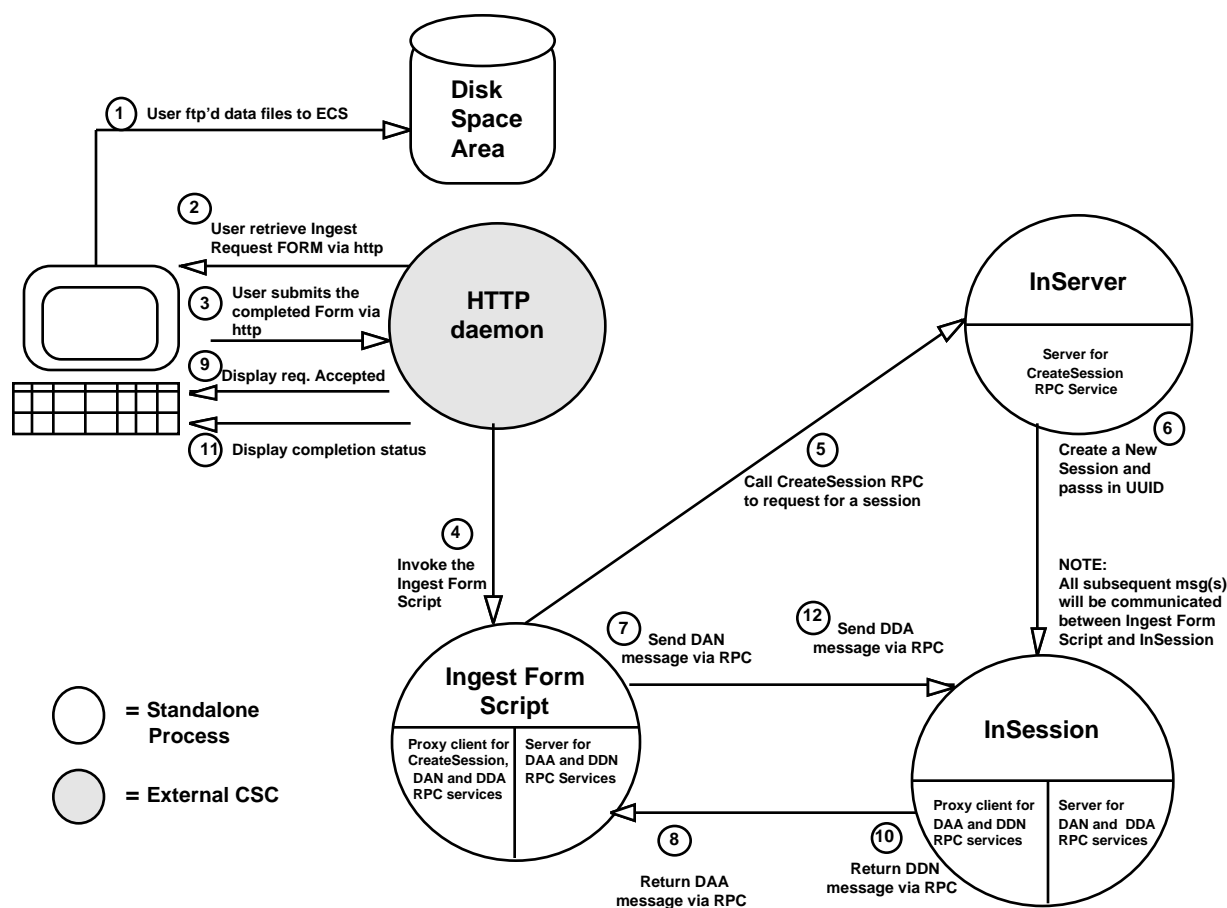 Disk
Space
Area
1
User ftp'd data files to ECS
2
User retrieve Ingest
Request FORM via http
3
User submits the
completed Form via
http
9
Display req. Accepted
11
Display completion status
HTTP
daemon
InServer
Server for
CreateSession
RPC Service
6
Create a New
Session and
passs in UUID
5
Call CreateSession RPC
to request for a session
4
Invoke the
Ingest Form
Script
NOTE:
All subsequent msg(s)
will be communicated
between Ingest Form
Script and InSession
7
Send DAN
message via RPC
12
Send DDA
message via RPC
Ingest Form
Script
Proxy client for
CreateSession,
DAN and DDA
RPC services
Server for
DAA and DDN
RPC Services
InSession
Proxy client for
DAA and DDN
RPC services
Server for
DAN and DDA
RPC services
8
Return DAA
message via RPC
10
Return DDN
message via RPC
= Standalone
Process
= External CSC